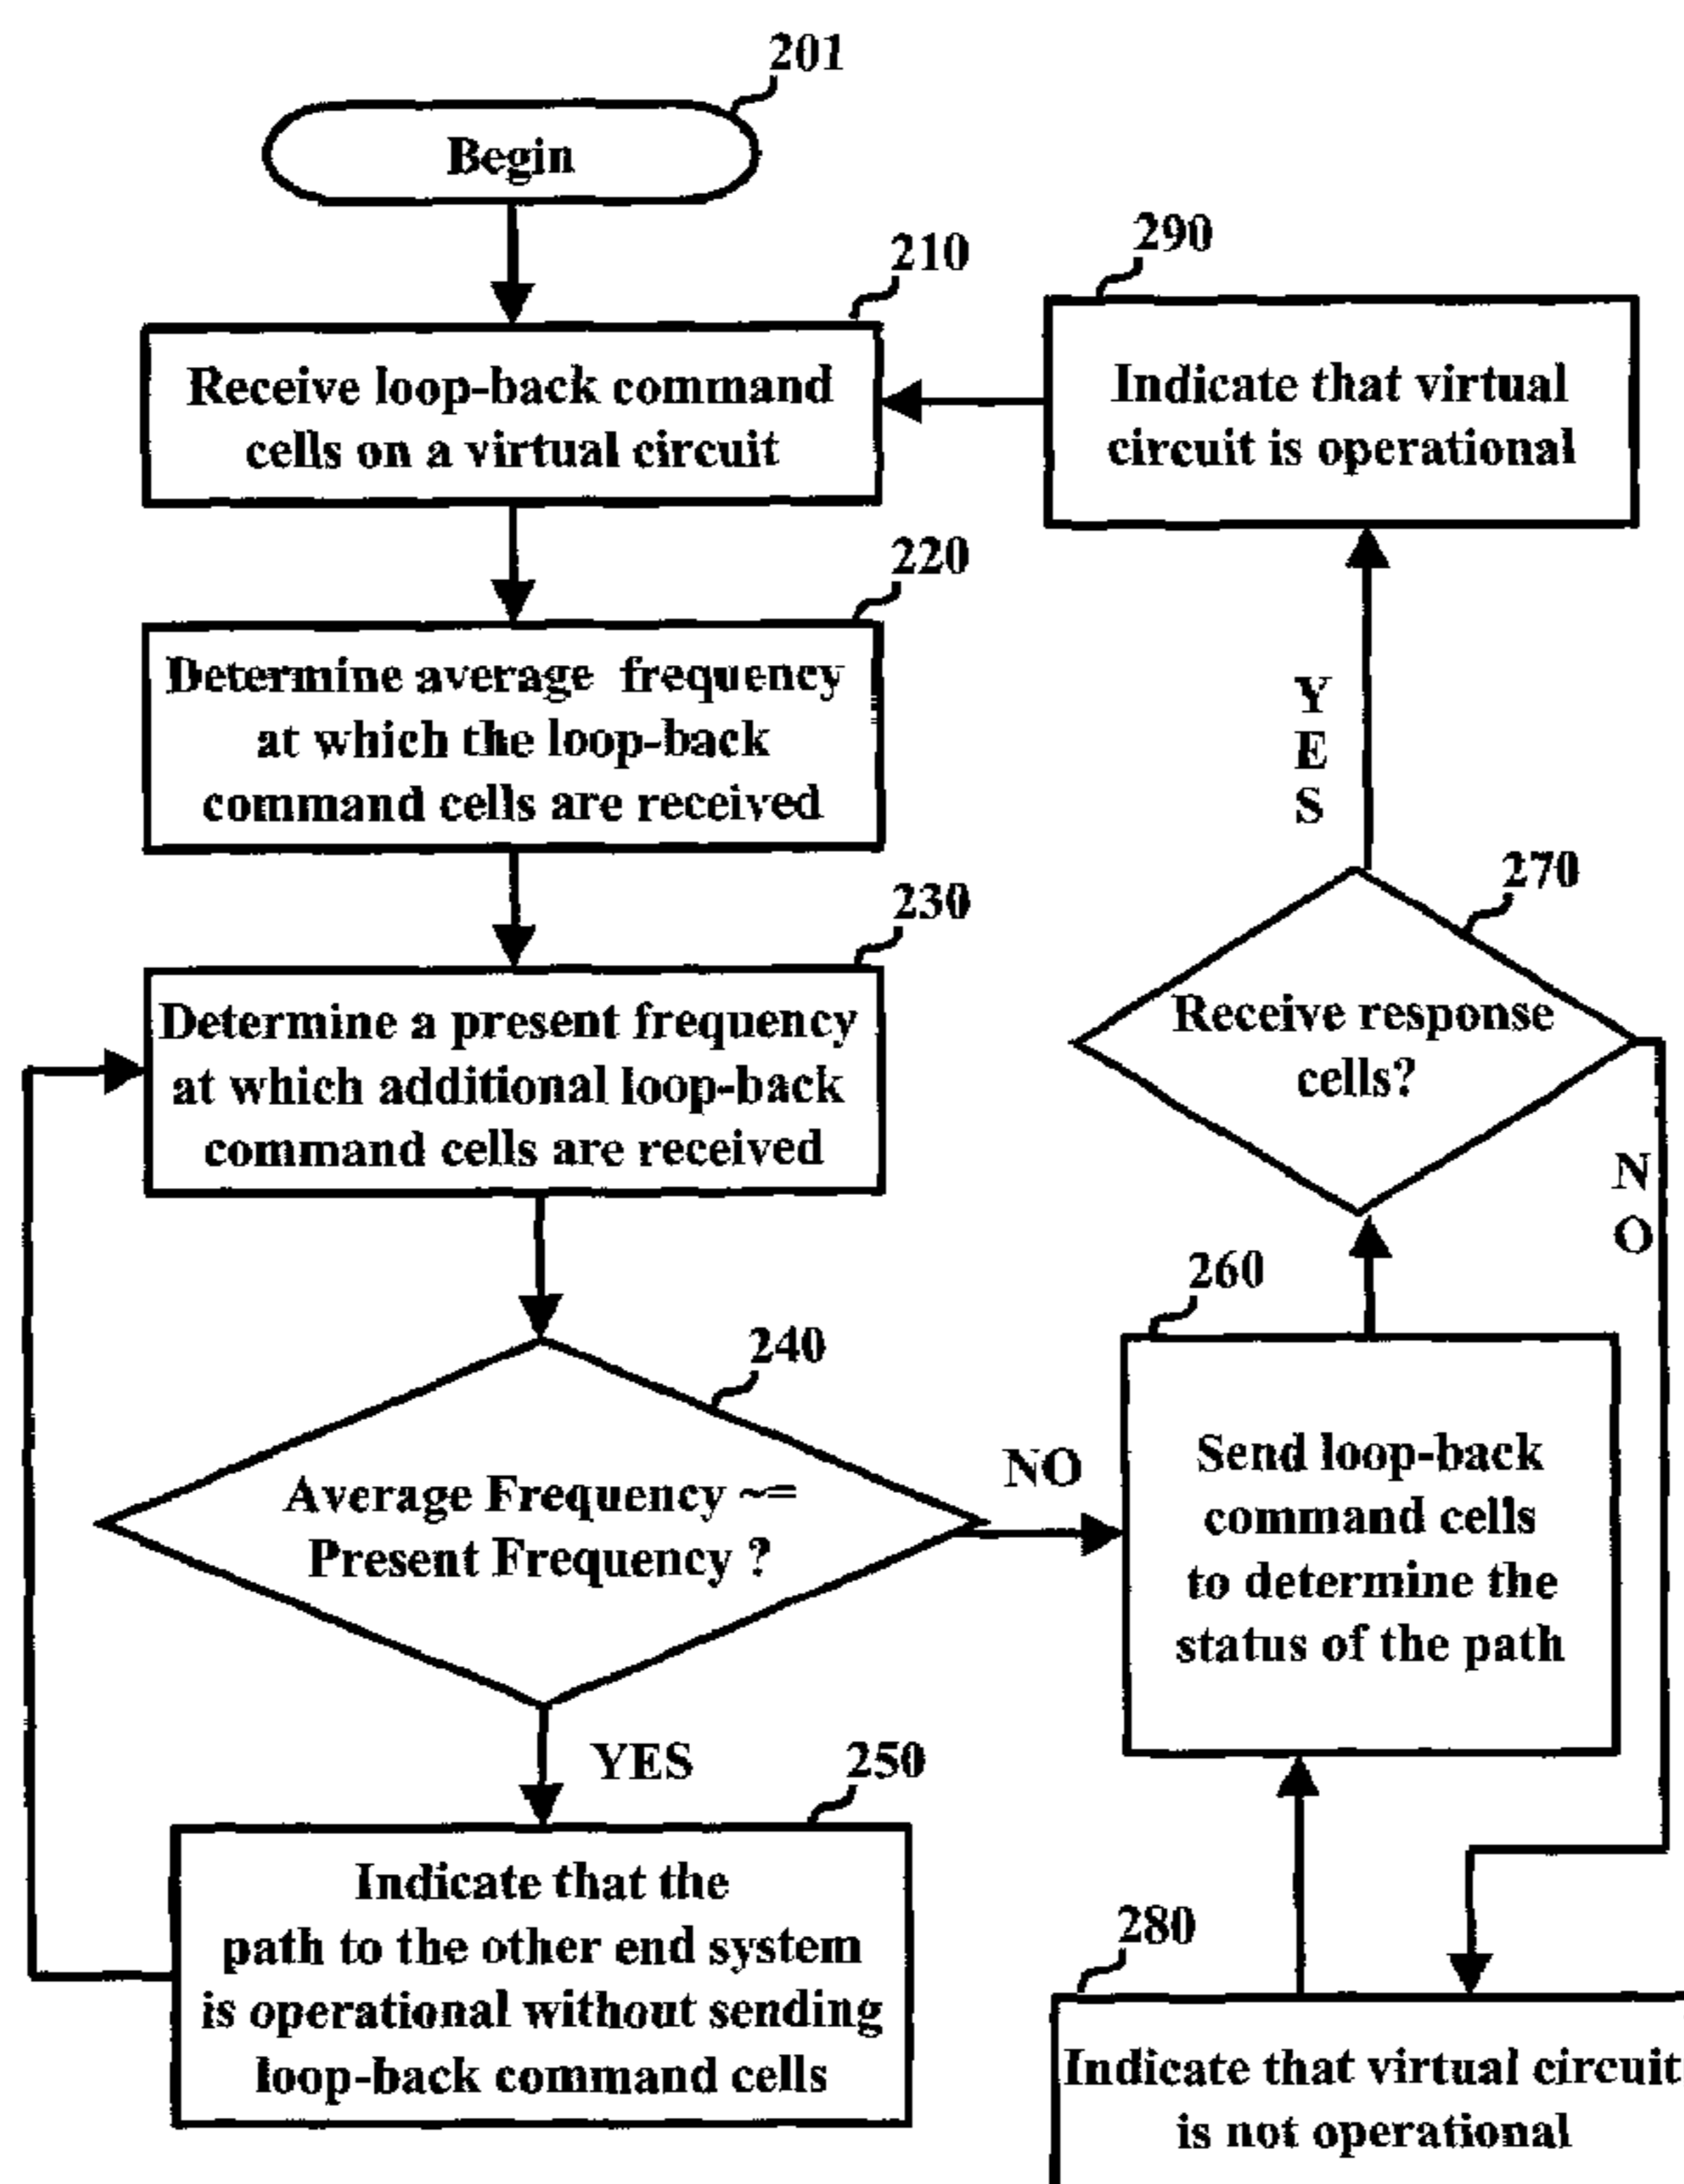 201
Begin
210
Receive loop-back command
cells on a virtual circuit
220
Determine average frequency
at which the loop-back
command cells are received
230
Determine a present frequency
at which additional loop-back
command cells are received
240
Average Frequency ~=
Present Frequency ?
NO
YES
250
Indicate that the
path to the other end system
is operational without sending
loop-back command cells
260
Send loop-back
command cells
to determine the
status of the path
270
Receive response
cells?
YES
NO
280
Indicate that virtual circuit
is not operational
290
Indicate that virtual
circuit is operational